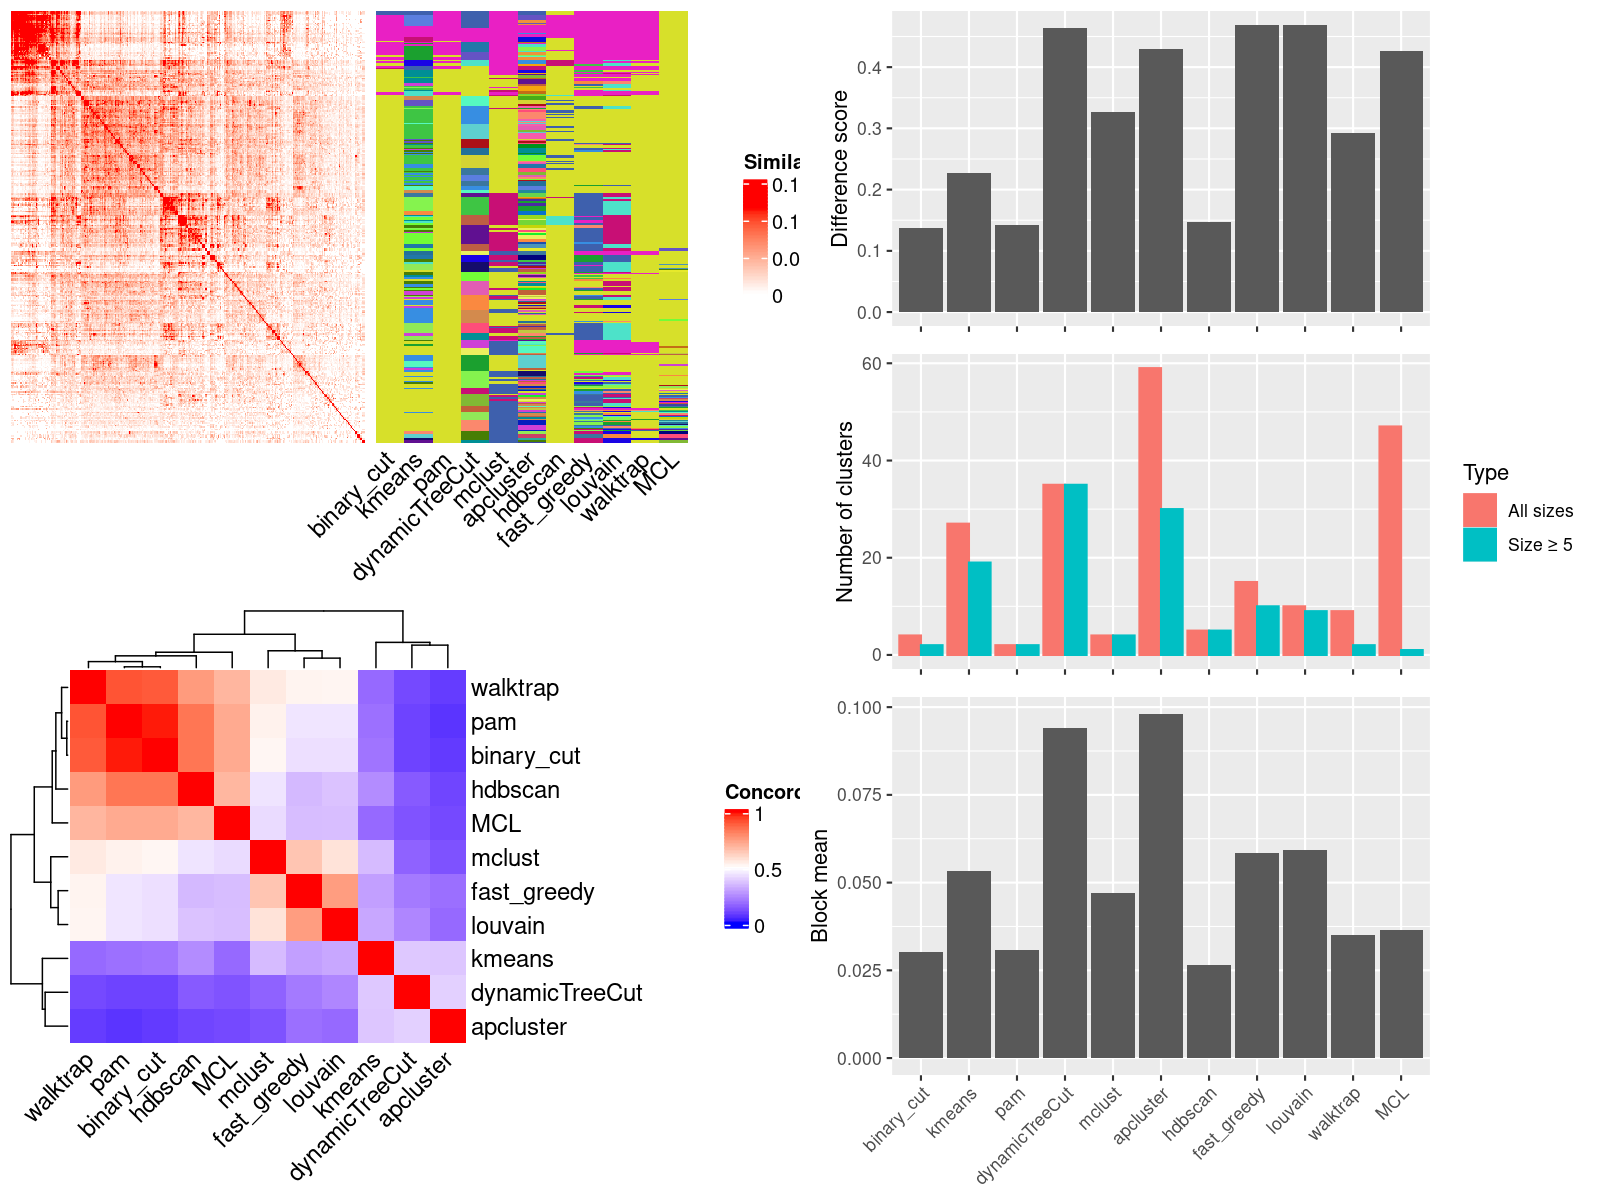 Simila
0.1
0.1
0.0
0
binary_cut
kmeans
pam
dynamicTreeCut
mclust
apcluster
hdbscan
fast_greedy
louvain
walktrap
MCL
walktrap
pam
binary_cut
hdbscan
MCL
mclust
fast_greedy
louvain
kmeans
dynamicTreeCut
apcluster
Concord
1
0.5
0
walktrap
pam
binary_cut
hdbscan
MCL
mclust
fast_greedy
louvain
kmeans
dynamicTreeCut
apcluster
Difference score
0.4
0.3
0.2
0.1
0.0
Number of clusters
60
40
20
0
Type
All sizes
Size ≥ 5
Block mean
0.100
0.075
0.050
0.025
0.000
binary_cut
kmeans
pam
dynamicTreeCut
mclust
apcluster
hdbscan
fast_greedy
louvain
walktrap
MCL